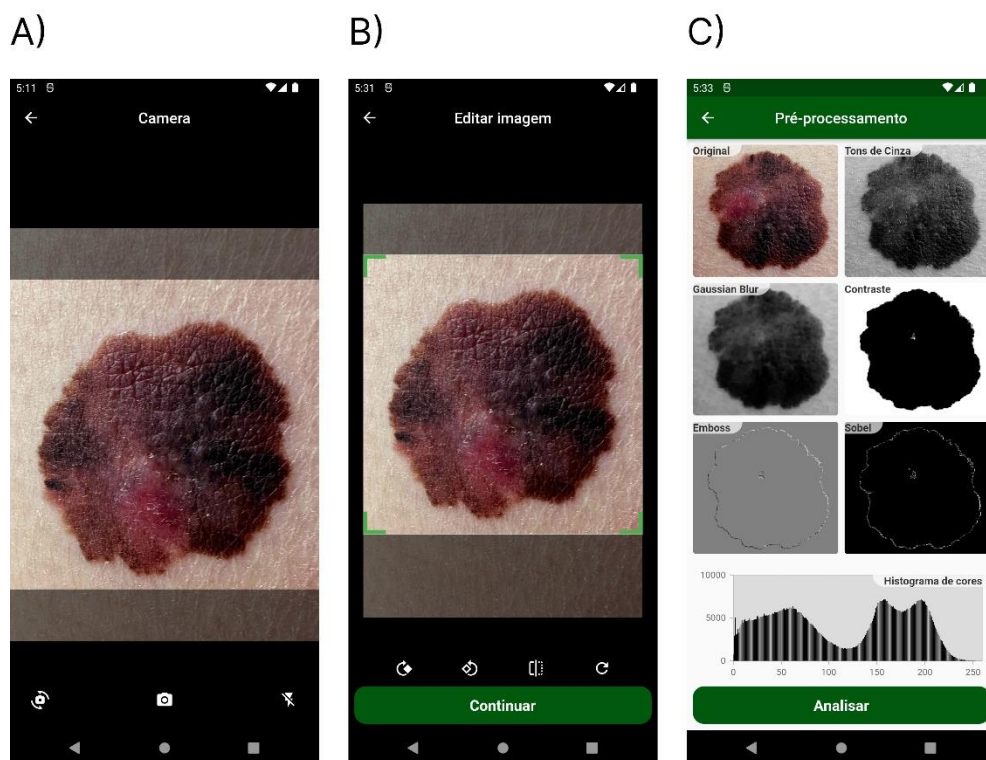 A)
B)
C)
5:11
Camera
5:31
Editar imagem
Continuar
5:33
Pré-processamento
Original
Tons de Cinza
Gaussian Blur
Contraste
Emboss
Sobel
Histograma de cores
10000
5000
0
0 50 100 150 200 250
Analisar